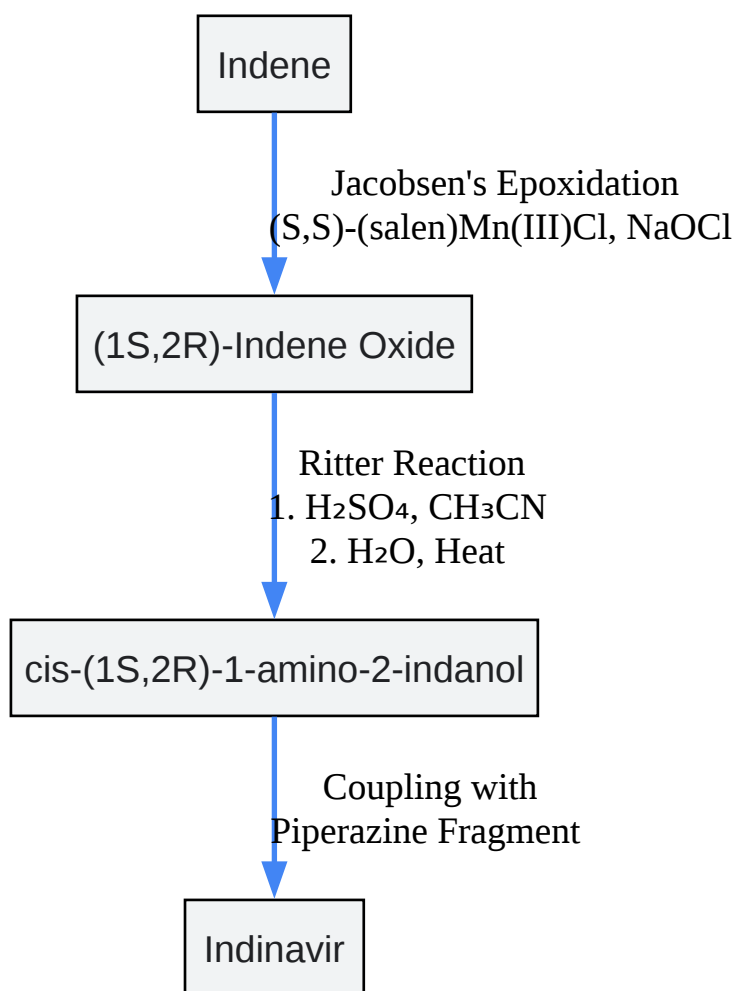 Indene
Jacobsen's Epoxidation
(S,S)-(salen)Mn(III)Cl, NaOCl
(1S,2R)-Indene Oxide
Ritter Reaction
1. H₂SO₄, CH₃CN
2. H₂O, Heat
cis-(1S,2R)-1-amino-2-indanol
Coupling with
Piperazine Fragment
Indinavir